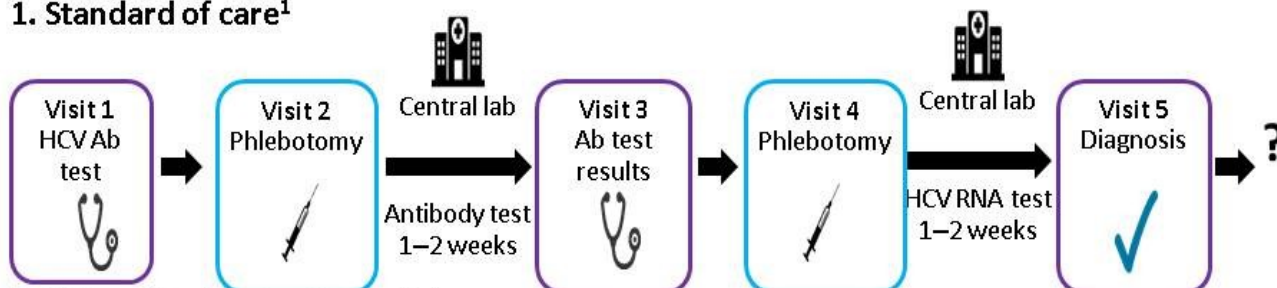 1. Standard of care¹
Visit 1
HCV Ab
test
Visit 2
Phlebotomy
Central lab
Antibody test
1–2 weeks
Visit 3
Ab test
results
Visit 4
Phlebotomy
Central lab
HCV RNA test
1–2 weeks
Visit 5
Diagnosis
?